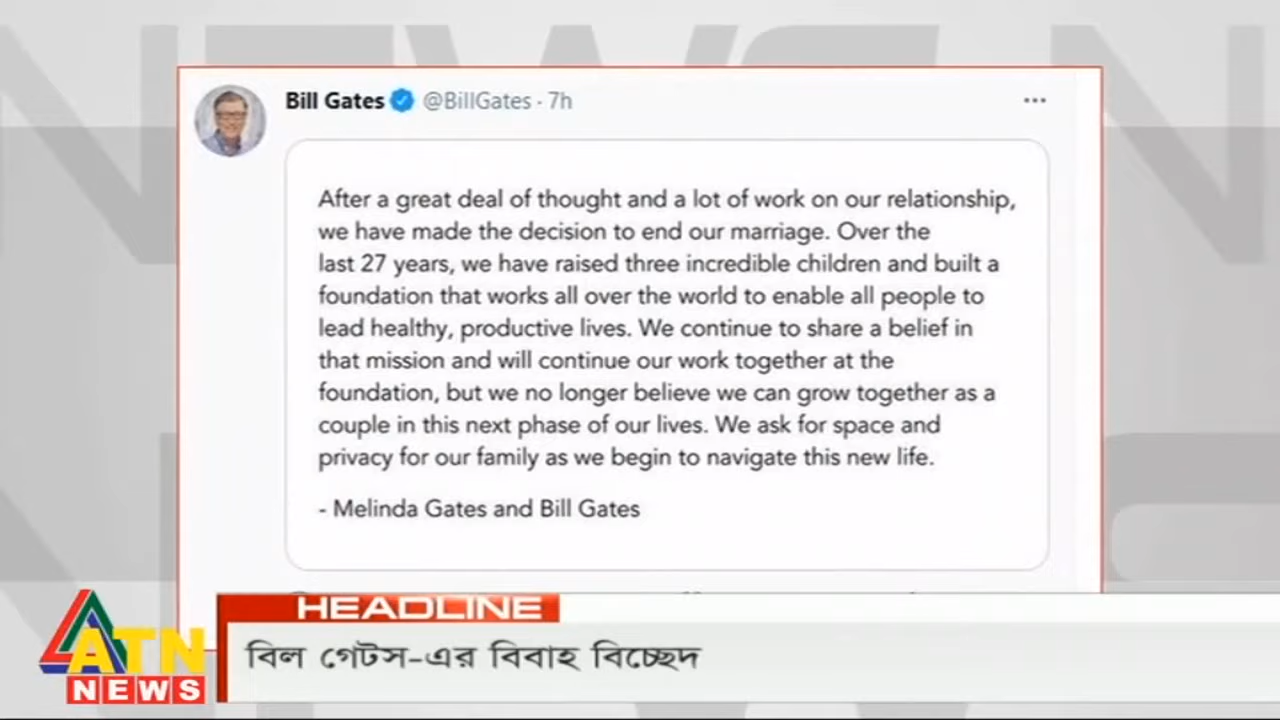 Bill Gates @BillGates · 7h
After a great deal of thought and a lot of work on our relationship,
we have made the decision to end our marriage. Over the
last 27 years, we have raised three incredible children and built a
foundation that works all over the world to enable all people to
lead healthy, productive lives. We continue to share a belief in
that mission and will continue our work together at the
foundation, but we no longer believe we can grow together as a
couple in this next phase of our lives. We ask for space and
privacy for our family as we begin to navigate this new life.
- Melinda Gates and Bill Gates
HEADLINE
বিল গেটস-এর বিবাহ বিচ্ছেদ
ATN
NEWS